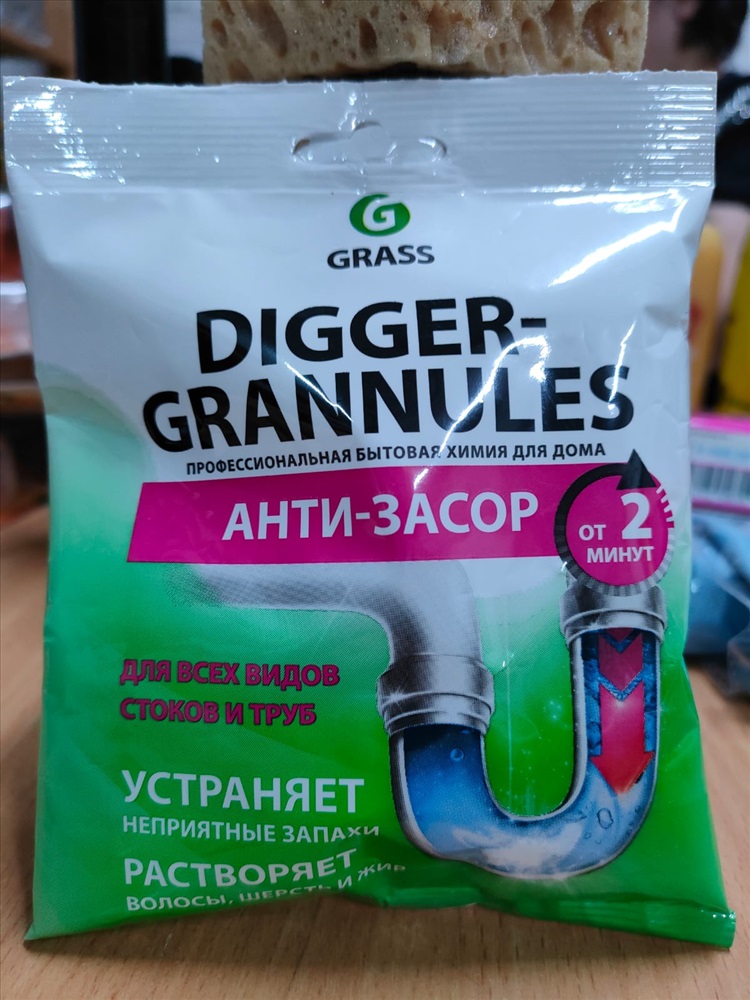 G
GRASS
DIGGER-
GRANNULES
ПРОФЕССИОНАЛЬНАЯ БЫТОВАЯ ХИМИЯ ДЛЯ ДОМА
АНТИ-ЗАСОР
ОТ 2
МИНУТ
ДЛЯ ВСЕХ ВИДОВ
СТОКОВ И ТРУБ
УСТРАНЯЕТ
НЕПРИЯТНЫЕ ЗАПАХИ
РАСТВОРЯЕТ
ВОЛОСЫ, ШЕРСТЬ И ЖИР